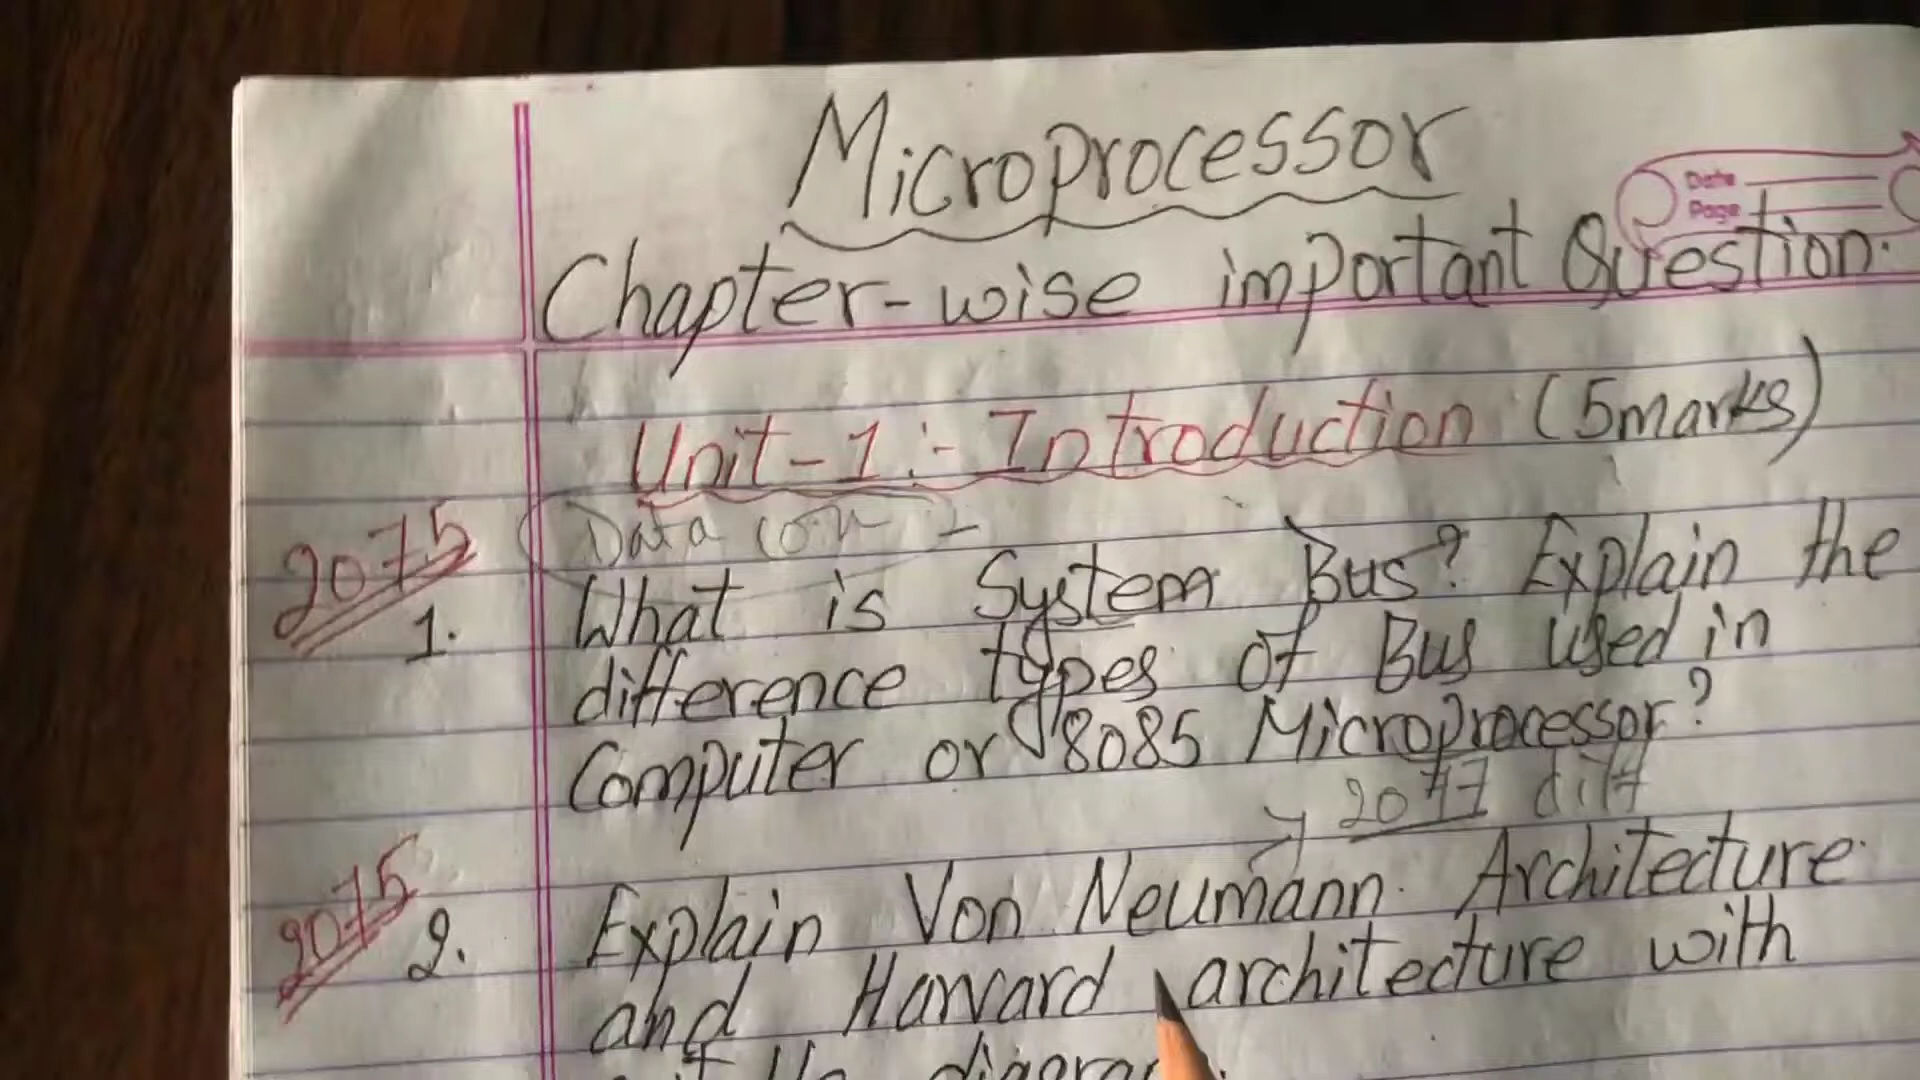 Microprocessor
Date
Page
Chapter-wise important Question.
Unit-1:- Introduction (5marks)
2075
Data
1. What is System Bus? Explain the
difference types of Bus used in
Computer or 8085 Microprocessor?
2077 diff
2075
2. Explain Von Neumann Architecture
and Harvard architecture with